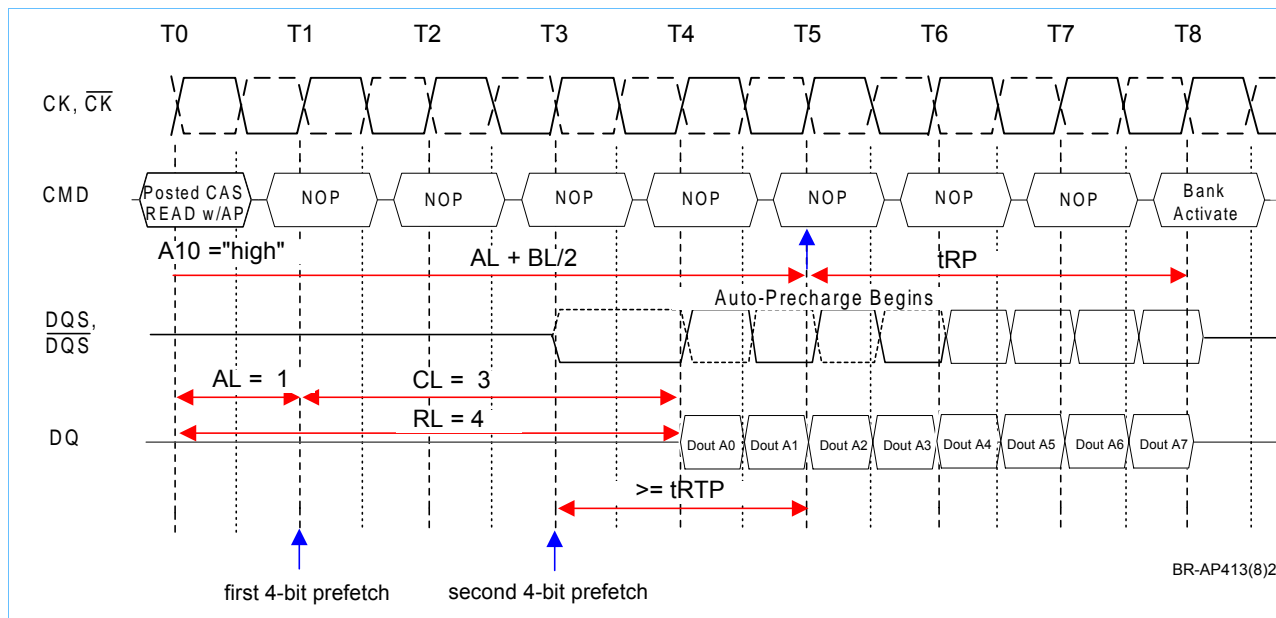 T0 T1 T2 T3 T4 T5 T6 T7 T8
CK, CK
CMD
Posted CAS
READ w/AP
NOP NOP NOP NOP NOP NOP NOP
Bank
Activate
A10 ="high"
AL + BL/2
tRP
Auto-Precharge Begins
DQS,
DQS
AL = 1
CL = 3
RL = 4
DQ
Dout A0 Dout A1 Dout A2 Dout A3 Dout A4 Dout A5 Dout A6 Dout A7
>= tRTP
first 4-bit prefetch
second 4-bit prefetch
BR-AP413(8)2